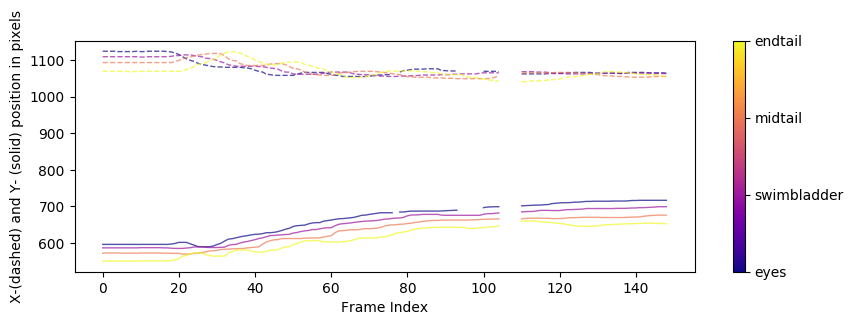 X-(dashed) and Y- (solid) position in pixels
1100
1000
900
800
700
600
0
20
40
60
80
100
120
140
Frame Index
endtail
midtail
swimbladder
eyes